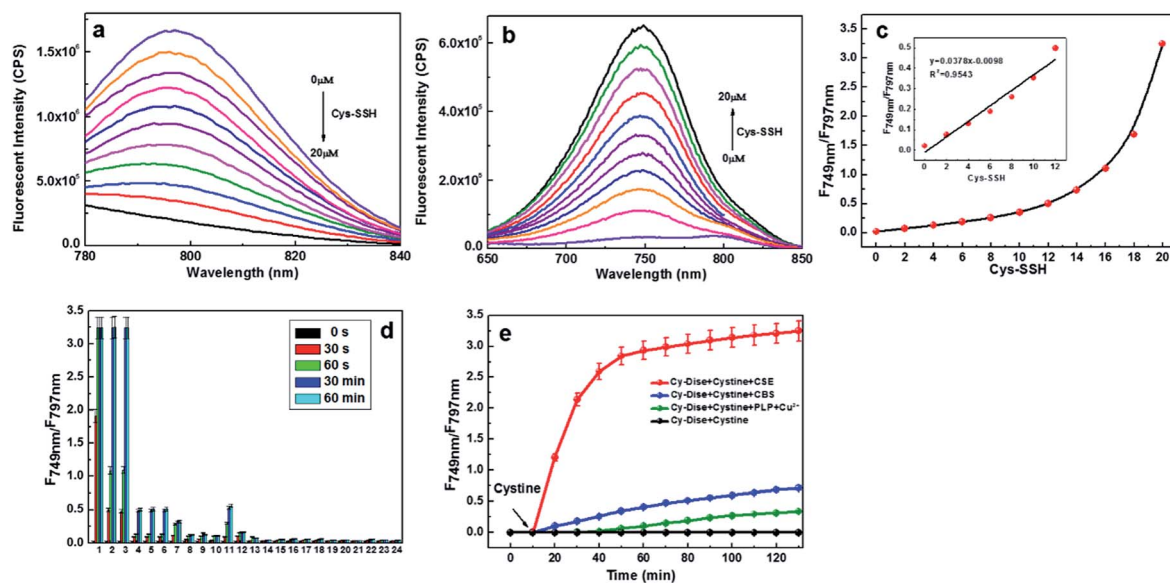 a
Fluorescent Intensity (CPS)
1.5×10⁶
1.0×10⁶
5.0×10⁵
0.0
0μM
Cys-SSH
20μM
780 800 820 840
Wavelength (nm)
b
Fluorescent Intensity (CPS)
6.0x10⁵
4.0x10⁵
2.0x10⁵
0.0
20μM
Cys-SSH
0μM
650 700 750 800 850
Wavelength (nm)
c
F749nm/F797nm
3.5
3.0
2.5
2.0
1.5
1.0
0.5
0.0
F749nm/F797nm
0.5
0.4
0.3
0.2
0.1
0.0
y=0.0378x-0.0098
R²=0.9543
0 2 4 6 8 10 12
Cys-SSH
0 2 4 6 8 10 12 14 16 18 20
Cys-SSH
d
F749nm/F797nm
3.5
3.0
2.5
2.0
1.5
1.0
0.5
0.0
0 s
30 s
60 s
30 min
60 min
1 2 3 4 5 6 7 8 9 10 11 12 13 14 15 16 17 18 19 20 21 22 23 24
e
F749nm/F797nm
3.5
3.0
2.5
2.0
1.5
1.0
0.5
0.0
Cy-Dise+Cystine+CSE
Cy-Dise+Cystine+CBS
Cy-Dise+Cystine+PLP+Cu²⁻
Cy-Dise+Cystine
Cystine
0 20 40 60 80 100 120
Time (min)